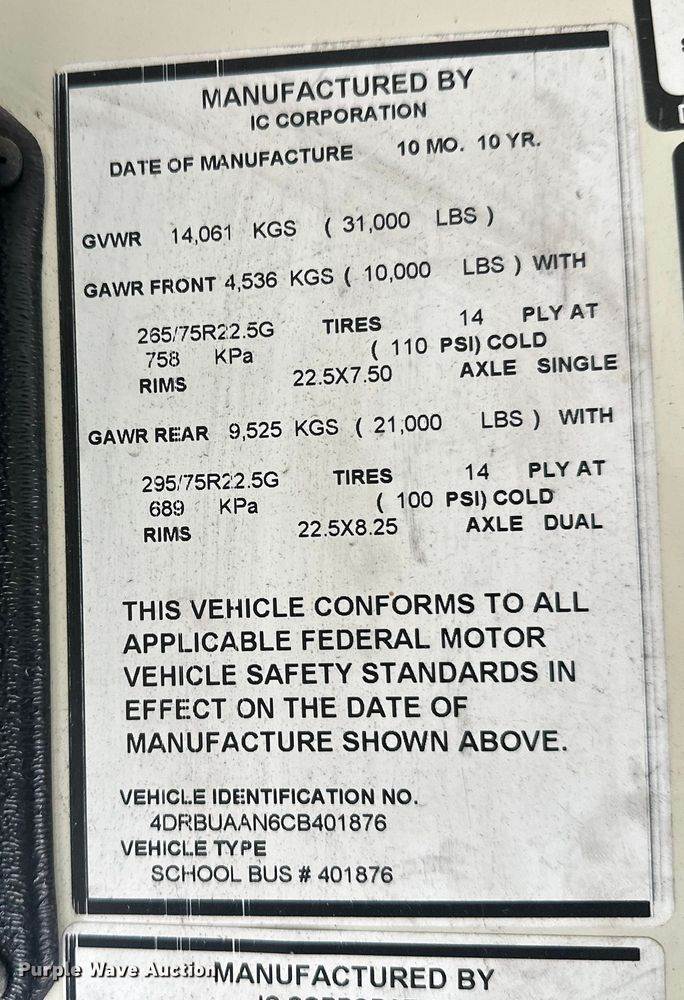 MANUFACTURED BY
IC CORPORATION
DATE OF MANUFACTURE 10 MO. 10 YR.
GVWR 14,061 KGS ( 31,000 LBS )
GAWR FRONT 4,536 KGS ( 10,000 LBS ) WITH
265/75R22.5G TIRES 14 PLY AT
758 KPa ( 110 PSI) COLD
RIMS 22.5X7.50 AXLE SINGLE
GAWR REAR 9,525 KGS ( 21,000 LBS ) WITH
295/75R22.5G TIRES 14 PLY AT
689 KPa ( 100 PSI) COLD
RIMS 22.5X8.25 AXLE DUAL
THIS VEHICLE CONFORMS TO ALL
APPLICABLE FEDERAL MOTOR
VEHICLE SAFETY STANDARDS IN
EFFECT ON THE DATE OF
MANUFACTURE SHOWN ABOVE.
VEHICLE IDENTIFICATION NO.
4DRBUAAN6CB401876
VEHICLE TYPE
SCHOOL BUS # 401876
Purple Wave Auction
MANUFACTURED BY